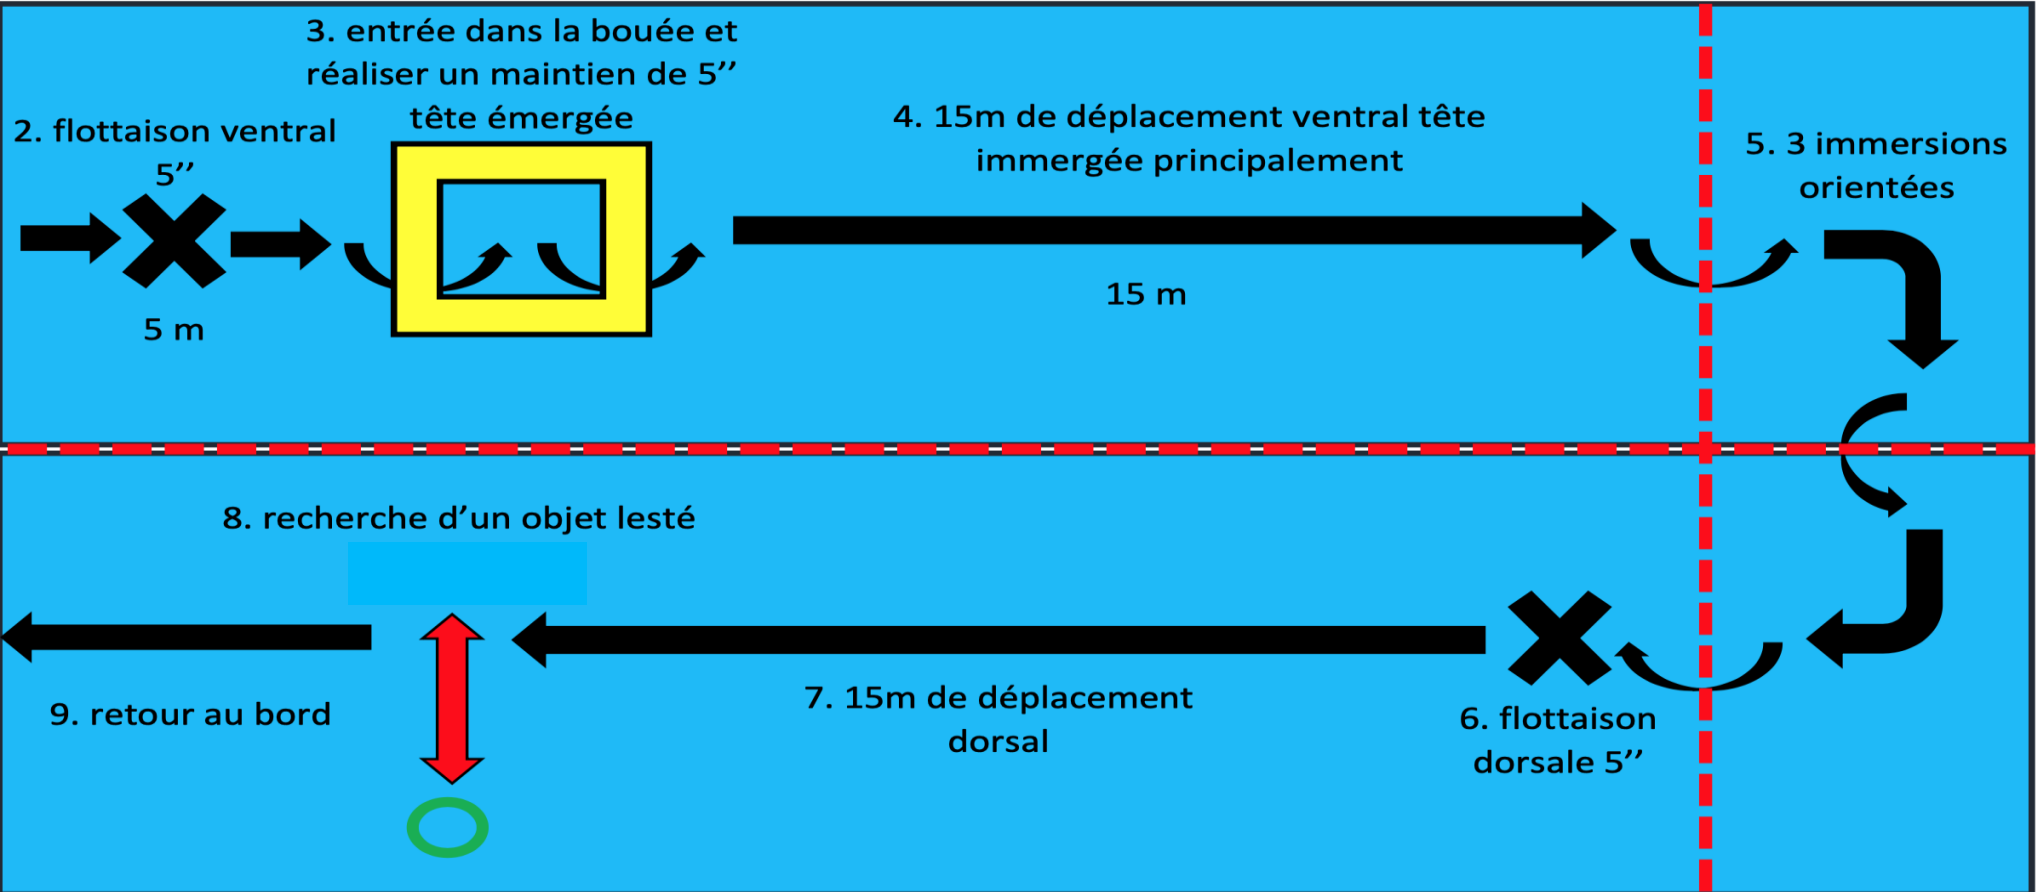 3. entrée dans la bouée et
réaliser un maintien de 5’’
tête émergée
2. flottaison ventral
5’’
5 m
4. 15m de déplacement ventral tête
immergée principalement
15 m
5. 3 immersions
orientées
6. flottaison
dorsale 5’’
7. 15m de déplacement
dorsal
8. recherche d’un objet lesté
9. retour au bord